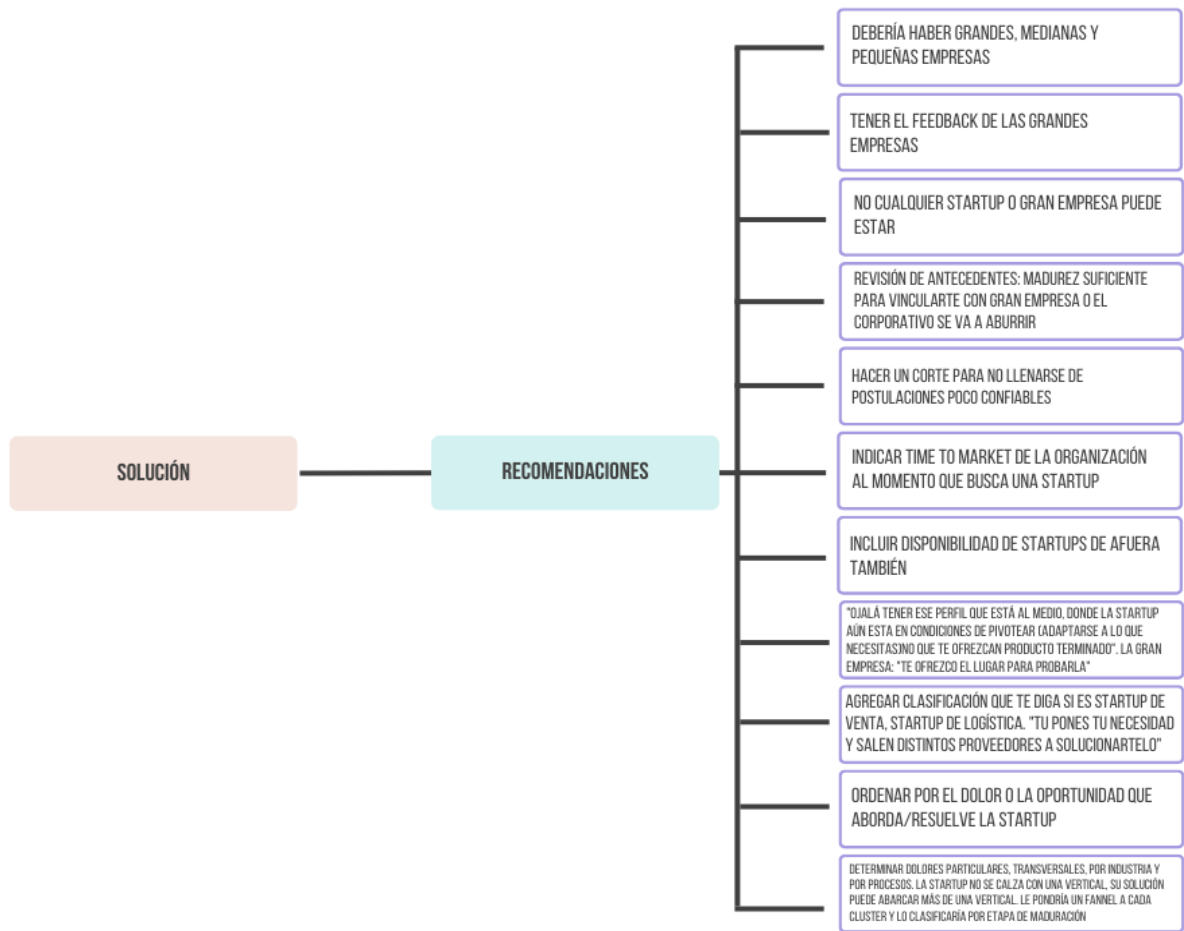 DEBERÍA HABER GRANDES, MEDIANAS Y
PEQUEÑAS EMPRESAS
TENER EL FEEDBACK DE LAS GRANDES
EMPRESAS
NO CUALQUIER STARTUP O GRAN EMPRESA PUEDE
ESTAR
REVISIÓN DE ANTECEDENTES: MADUREZ SUFICIENTE
PARA VINCULARTE CON GRAN EMPRESA O EL
CORPORATIVO SE VA A ABURRIR
HACER UN CORTE PARA NO LLENARSE DE
POSTULACIONES POCO CONFIABLES
SOLUCIÓN
RECOMENDACIONES
INDICAR TIME TO MARKET DE LA ORGANIZACIÓN
AL MOMENTO QUE BUSCA UNA STARTUP
INCLUIR DISPONIBILIDAD DE STARTUPS DE AFUERA
TAMBIÉN
"OJALÁ TENER ESE PERFIL QUE ESTÁ AL MEDIO, DONDE LA STARTUP
AÚN ESTA EN CONDICIONES DE PIVOTEAR (ADAPTARSE A LO QUE
NECESITAS)NO QUE TE OFREZCAN PRODUCTO TERMINADO". LA GRAN
EMPRESA: "TE OFREZCO EL LUGAR PARA PROBARLA"
AGREGAR CLASIFICACIÓN QUE TE DIGA SI ES STARTUP DE
VENTA, STARTUP DE LOGÍSTICA. "TU PONES TU NECESIDAD
Y SALEN DISTINTOS PROVEEDORES A SOLUCIONARTELO"
ORDENAR POR EL DOLOR O LA OPORTUNIDAD QUE
ABORDA/RESUELVE LA STARTUP
DETERMINAR DOLORES PARTICULARES, TRANSVERSALES, POR INDUSTRIA Y
POR PROCESOS. LA STARTUP NO SE CALZA CON UNA VERTICAL, SU SOLUCIÓN
PUEDE ABARCAR MÁS DE UNA VERTICAL. LE PONDRÍA UN FANNEL A CADA
CLUSTER Y LO CLASIFICARÍA POR ETAPA DE MADURACIÓN